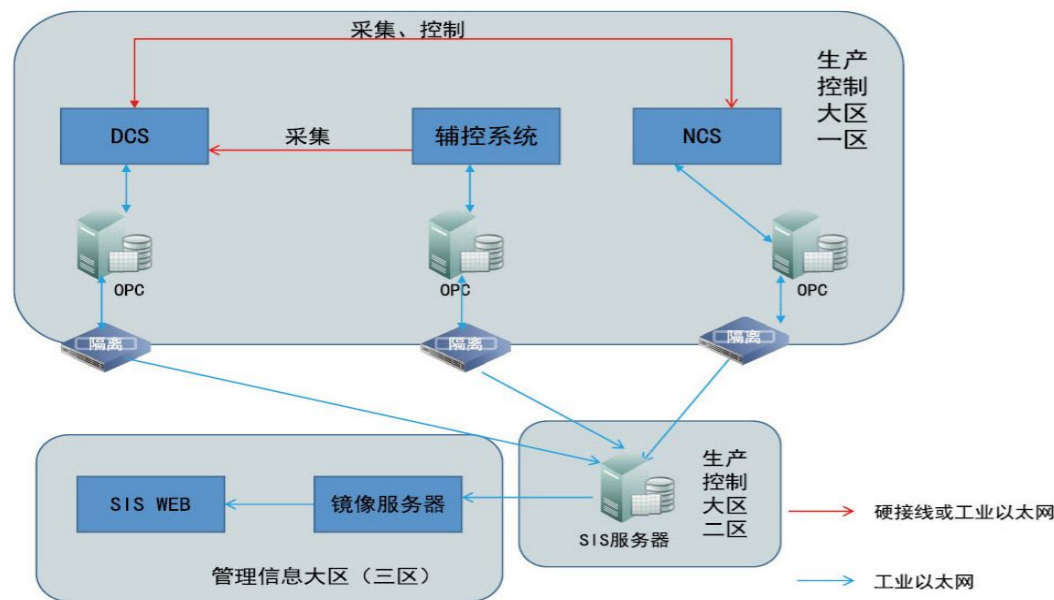 采集、控制
生产
控制
大区
一区
DCS
采集
辅控系统
NCS
OPC
OPC
OPC
隔离
隔离
隔离
SIS WEB
镜像服务器
管理信息大区（三区）
SIS服务器
生产
控制
大区
二区
硬接线或工业以太网
工业以太网